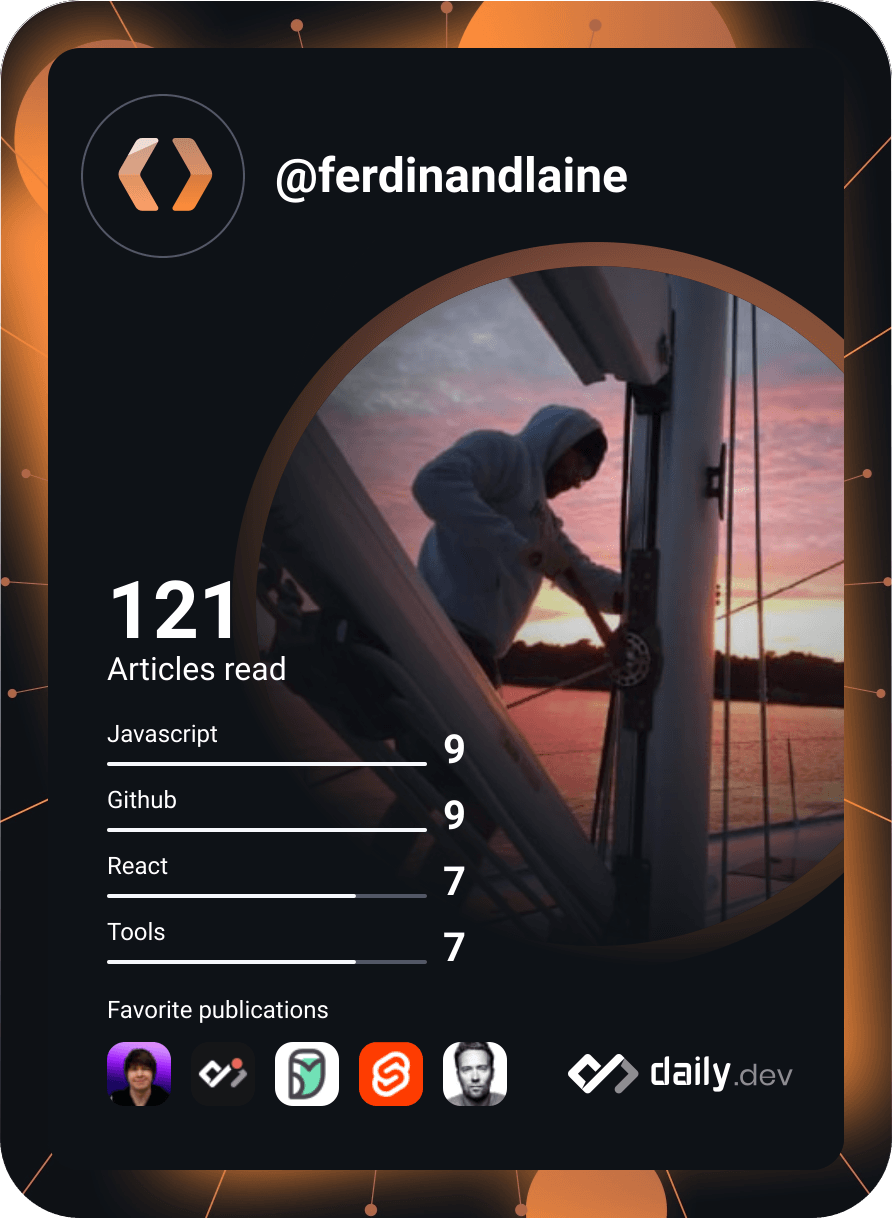 @ferdinandlaine
121
Articles read
Javascript
9
Github
9
React
7
Tools
7
Favorite publications
daily.dev